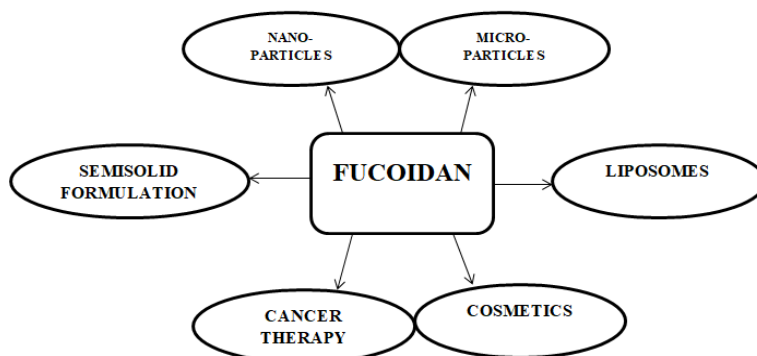 NANO-
PARTICLES
MICRO-
PARTICLES
SEMISOLID
FORMULATION
FUCOIDAN
LIPOSOMES
CANCER
THERAPY
COSMETICS